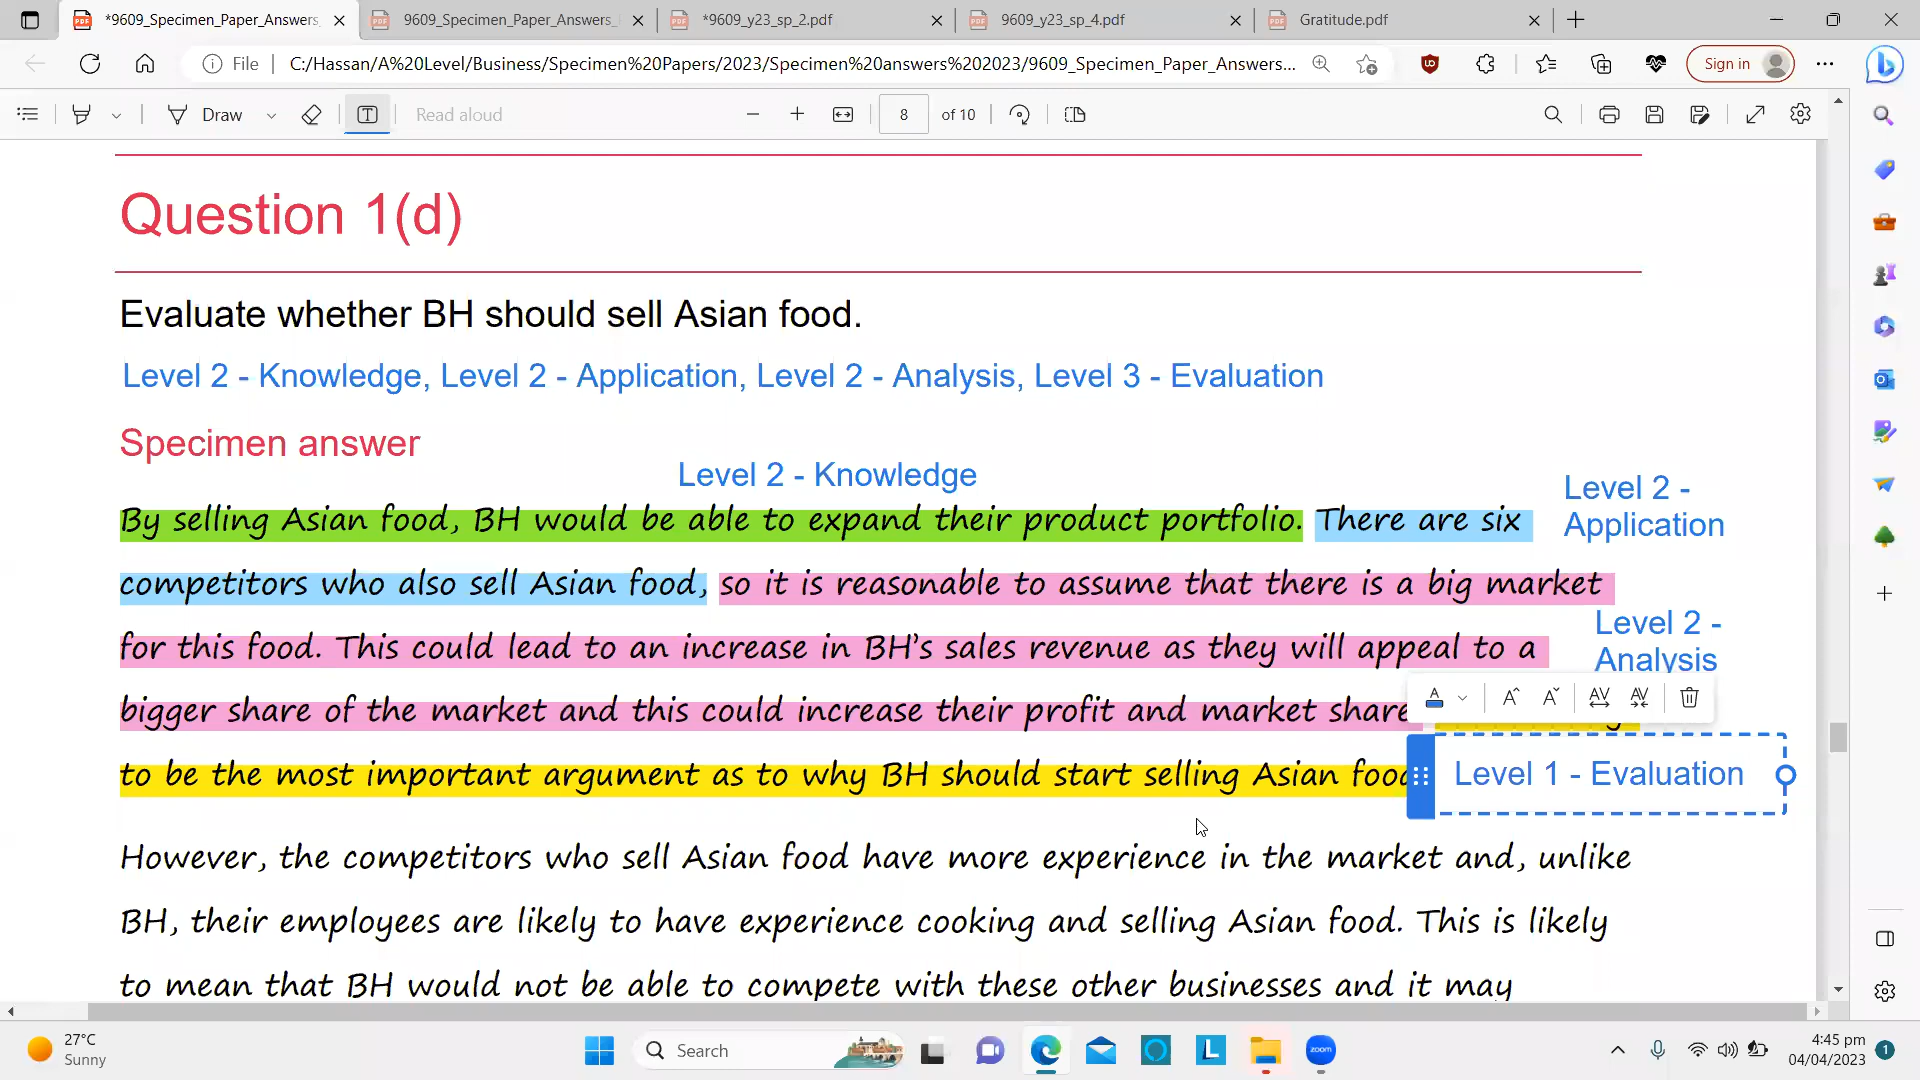 *9609_Specimen_Paper_Answers_
9609_Specimen_Paper_Answers_
*9609_y23_sp_2.pdf
9609_y23_sp_4.pdf
Gratitude.pdf
File
C:/Hassan/A%20Level/Business/Specimen%20Papers/2023/Specimen%20answers%202023/9609_Specimen_Paper_Answers...
Sign in
Draw
Read aloud
8
of 10
Question 1(d)
Evaluate whether BH should sell Asian food.
Level 2 - Knowledge, Level 2 - Application, Level 2 - Analysis, Level 3 - Evaluation
Specimen answer
Level 2 - Knowledge
Level 2 -
Application
By selling Asian food, BH would be able to expand their product portfolio. There are six
competitors who also sell Asian food, so it is reasonable to assume that there is a big market
Level 2 -
Analysis
for this food. This could lead to an increase in BH's sales revenue as they will appeal to a
bigger share of the market and this could increase their profit and market share
to be the most important argument as to why BH should start selling Asian food
Level 1 - Evaluation
However, the competitors who sell Asian food have more experience in the market and, unlike
BH, their employees are likely to have experience cooking and selling Asian food. This is likely
to mean that BH would not be able to compete with these other businesses and it may
27°C
Sunny
Search
zoom
4:45 pm
04/04/2023
1